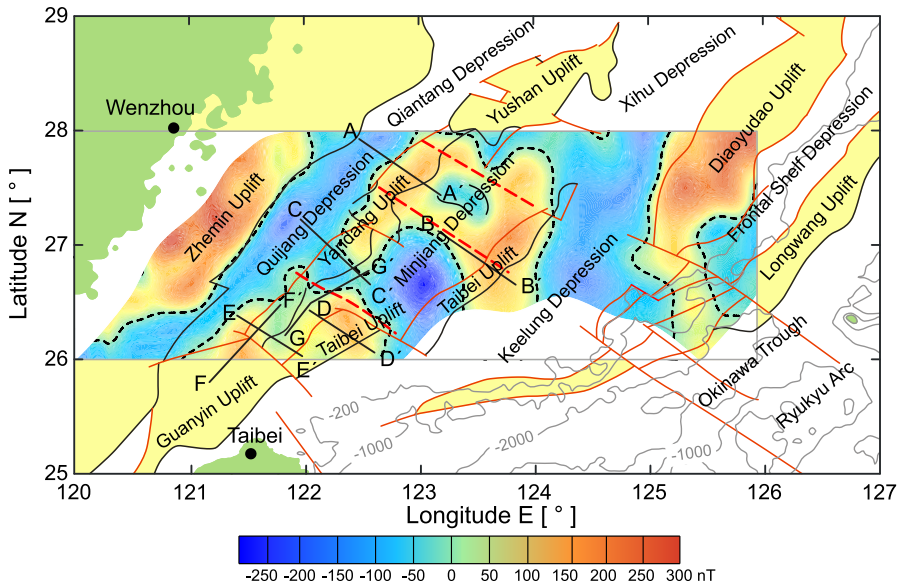 29
28
27
26
25
Latitude N [ ° ]
Wenzhou
Taibei
Qiantang Depression
Yushan Uplift
Xihu Depression
Diaoyudao Uplift
Frontal Shelf Depression
Longwang Uplift
Zhemin Uplift
Quijang Depression
Yandang Uplift
Minijiang Depression
Taibei Uplift
Taibei Uplift
Keelung Depression
Okinawa Trough
Ryukyu Arc
Guanyin Uplift
A
A´
B
B´
C
C´
D
D´
E
E´
F
F´
G
G´
-200
-1000
-2000
-1000
120
121
122
123
124
125
126
127
Longitude E [ ° ]
-250 -150 -100 -50 0 50 100 150 200 300 nT